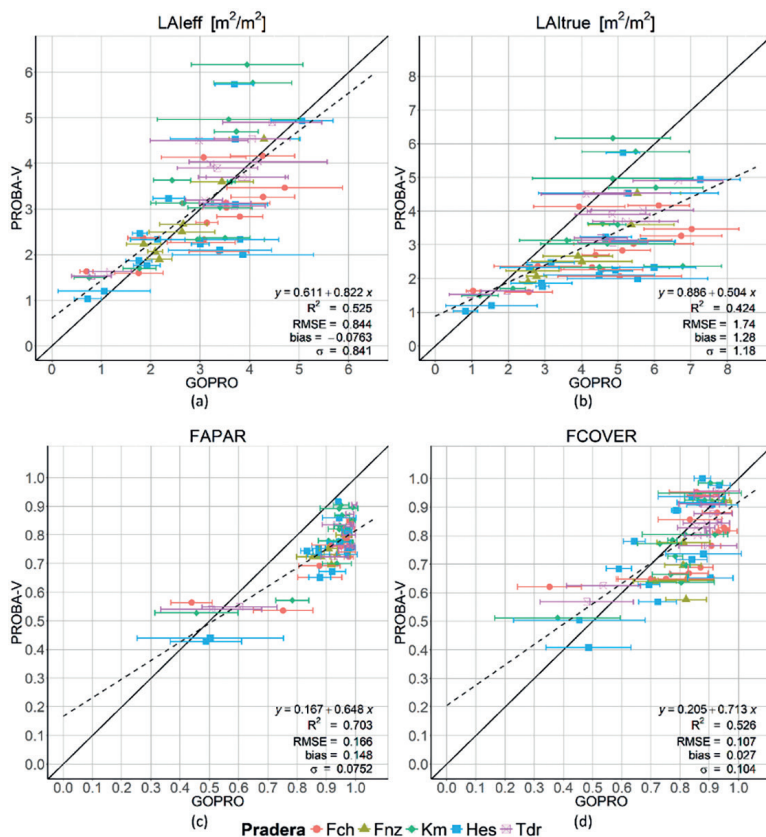 LAIeff [m²/m²]
PROBA-V
6
5
4
3
2
1
0
y = 0.611 + 0.822 x
R² = 0.525
RMSE = 0.844
bias = −0.0763
σ = 0.841
0 1 2 3 4 5 6
GOPRO
(a)
LAItrue [m²/m²]
PROBA-V
8
7
6
5
4
3
2
1
0
y = 0.886 + 0.504 x
R² = 0.424
RMSE = 1.74
bias = 1.28
σ = 1.18
0 1 2 3 4 5 6 7 8
GOPRO
(b)
FAPAR
PROBA-V
1.0
0.9
0.8
0.7
0.6
0.5
0.4
0.3
0.2
0.1
0.0
y = 0.167 + 0.648 x
R² = 0.703
RMSE = 0.166
bias = 0.148
σ = 0.0752
0.0 0.1 0.2 0.3 0.4 0.5 0.6 0.7 0.8 0.9 1.0
GOPRO
(c)
FCOVER
PROBA-V
1.0
0.9
0.8
0.7
0.6
0.5
0.4
0.3
0.2
0.1
0.0
y = 0.205 + 0.713 x
R² = 0.526
RMSE = 0.107
bias = 0.027
σ = 0.104
0.0 0.1 0.2 0.3 0.4 0.5 0.6 0.7 0.8 0.9 1.0
GOPRO
(d)
Pradera Fch Fnz Km Hes Tdr